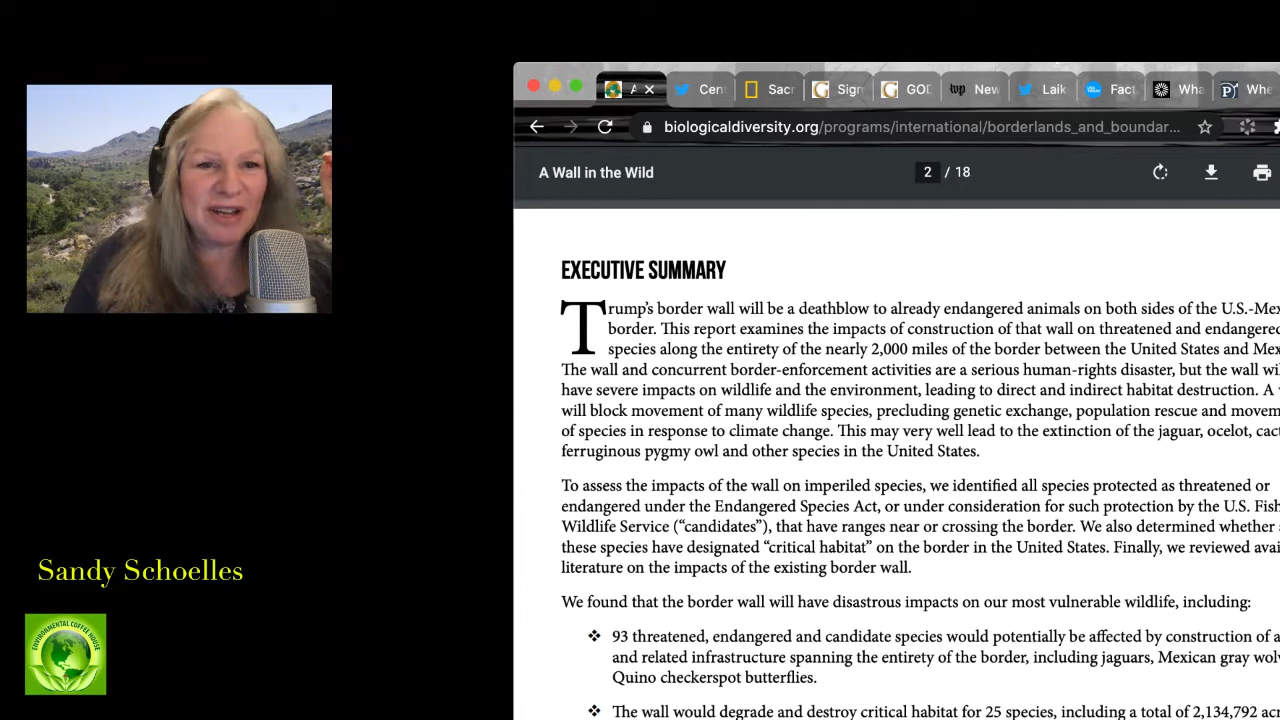 A
Cen
Sacr
Sign
GOD
wp New
Laik
Fact
Wha
Whe
biologicaldiversity.org/programs/international/borderlands_and_boundar...
A Wall in the Wild
2 / 18
EXECUTIVE SUMMARY
Trump's border wall will be a deathblow to already endangered animals on both sides of the U.S.-Mex
border. This report examines the impacts of construction of that wall on threatened and endangered
species along the entirety of the nearly 2,000 miles of the border between the United States and Mex
The wall and concurrent border-enforcement activities are a serious human-rights disaster, but the wall wil
have severe impacts on wildlife and the environment, leading to direct and indirect habitat destruction. A w
will block movement of many wildlife species, precluding genetic exchange, population rescue and movem
of species in response to climate change. This may very well lead to the extinction of the jaguar, ocelot, cact
ferruginous pygmy owl and other species in the United States.
To assess the impacts of the wall on imperiled species, we identified all species protected as threatened or
endangered under the Endangered Species Act, or under consideration for such protection by the U.S. Fish
Wildlife Service (“candidates”), that have ranges near or crossing the border. We also determined whether
these species have designated “critical habitat” on the border in the United States. Finally, we reviewed avai
literature on the impacts of the existing border wall.
We found that the border wall will have disastrous impacts on our most vulnerable wildlife, including:
❖ 93 threatened, endangered and candidate species would potentially be affected by construction of a
and related infrastructure spanning the entirety of the border, including jaguars, Mexican gray wolv
Quino checkerspot butterflies.
❖ The wall would degrade and destroy critical habitat for 25 species, including a total of 2,134,792 acr
Sandy Schoelles
ENVIRONMENTAL COFFEE HOUSE